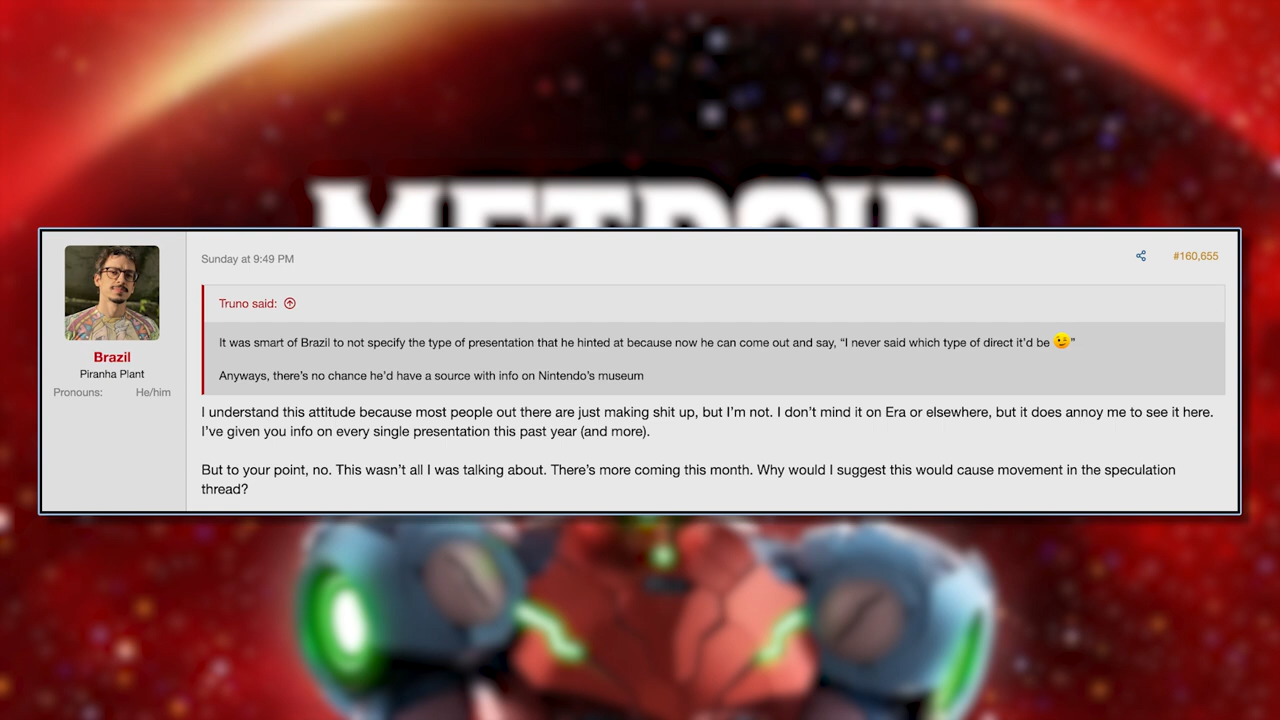 METROID
Sunday at 9:49 PM
#160,655
Truno said:
It was smart of Brazil to not specify the type of presentation that he hinted at because now he can come out and say, “I never said which type of direct it’d be 😉”
Anyways, there’s no chance he’d have a source with info on Nintendo’s museum
Brazil
Piranha Plant
Pronouns: He/him
I understand this attitude because most people out there are just making shit up, but I’m not. I don’t mind it on Era or elsewhere, but it does annoy me to see it here.
I’ve given you info on every single presentation this past year (and more).
But to your point, no. This wasn’t all I was talking about. There’s more coming this month. Why would I suggest this would cause movement in the speculation
thread?